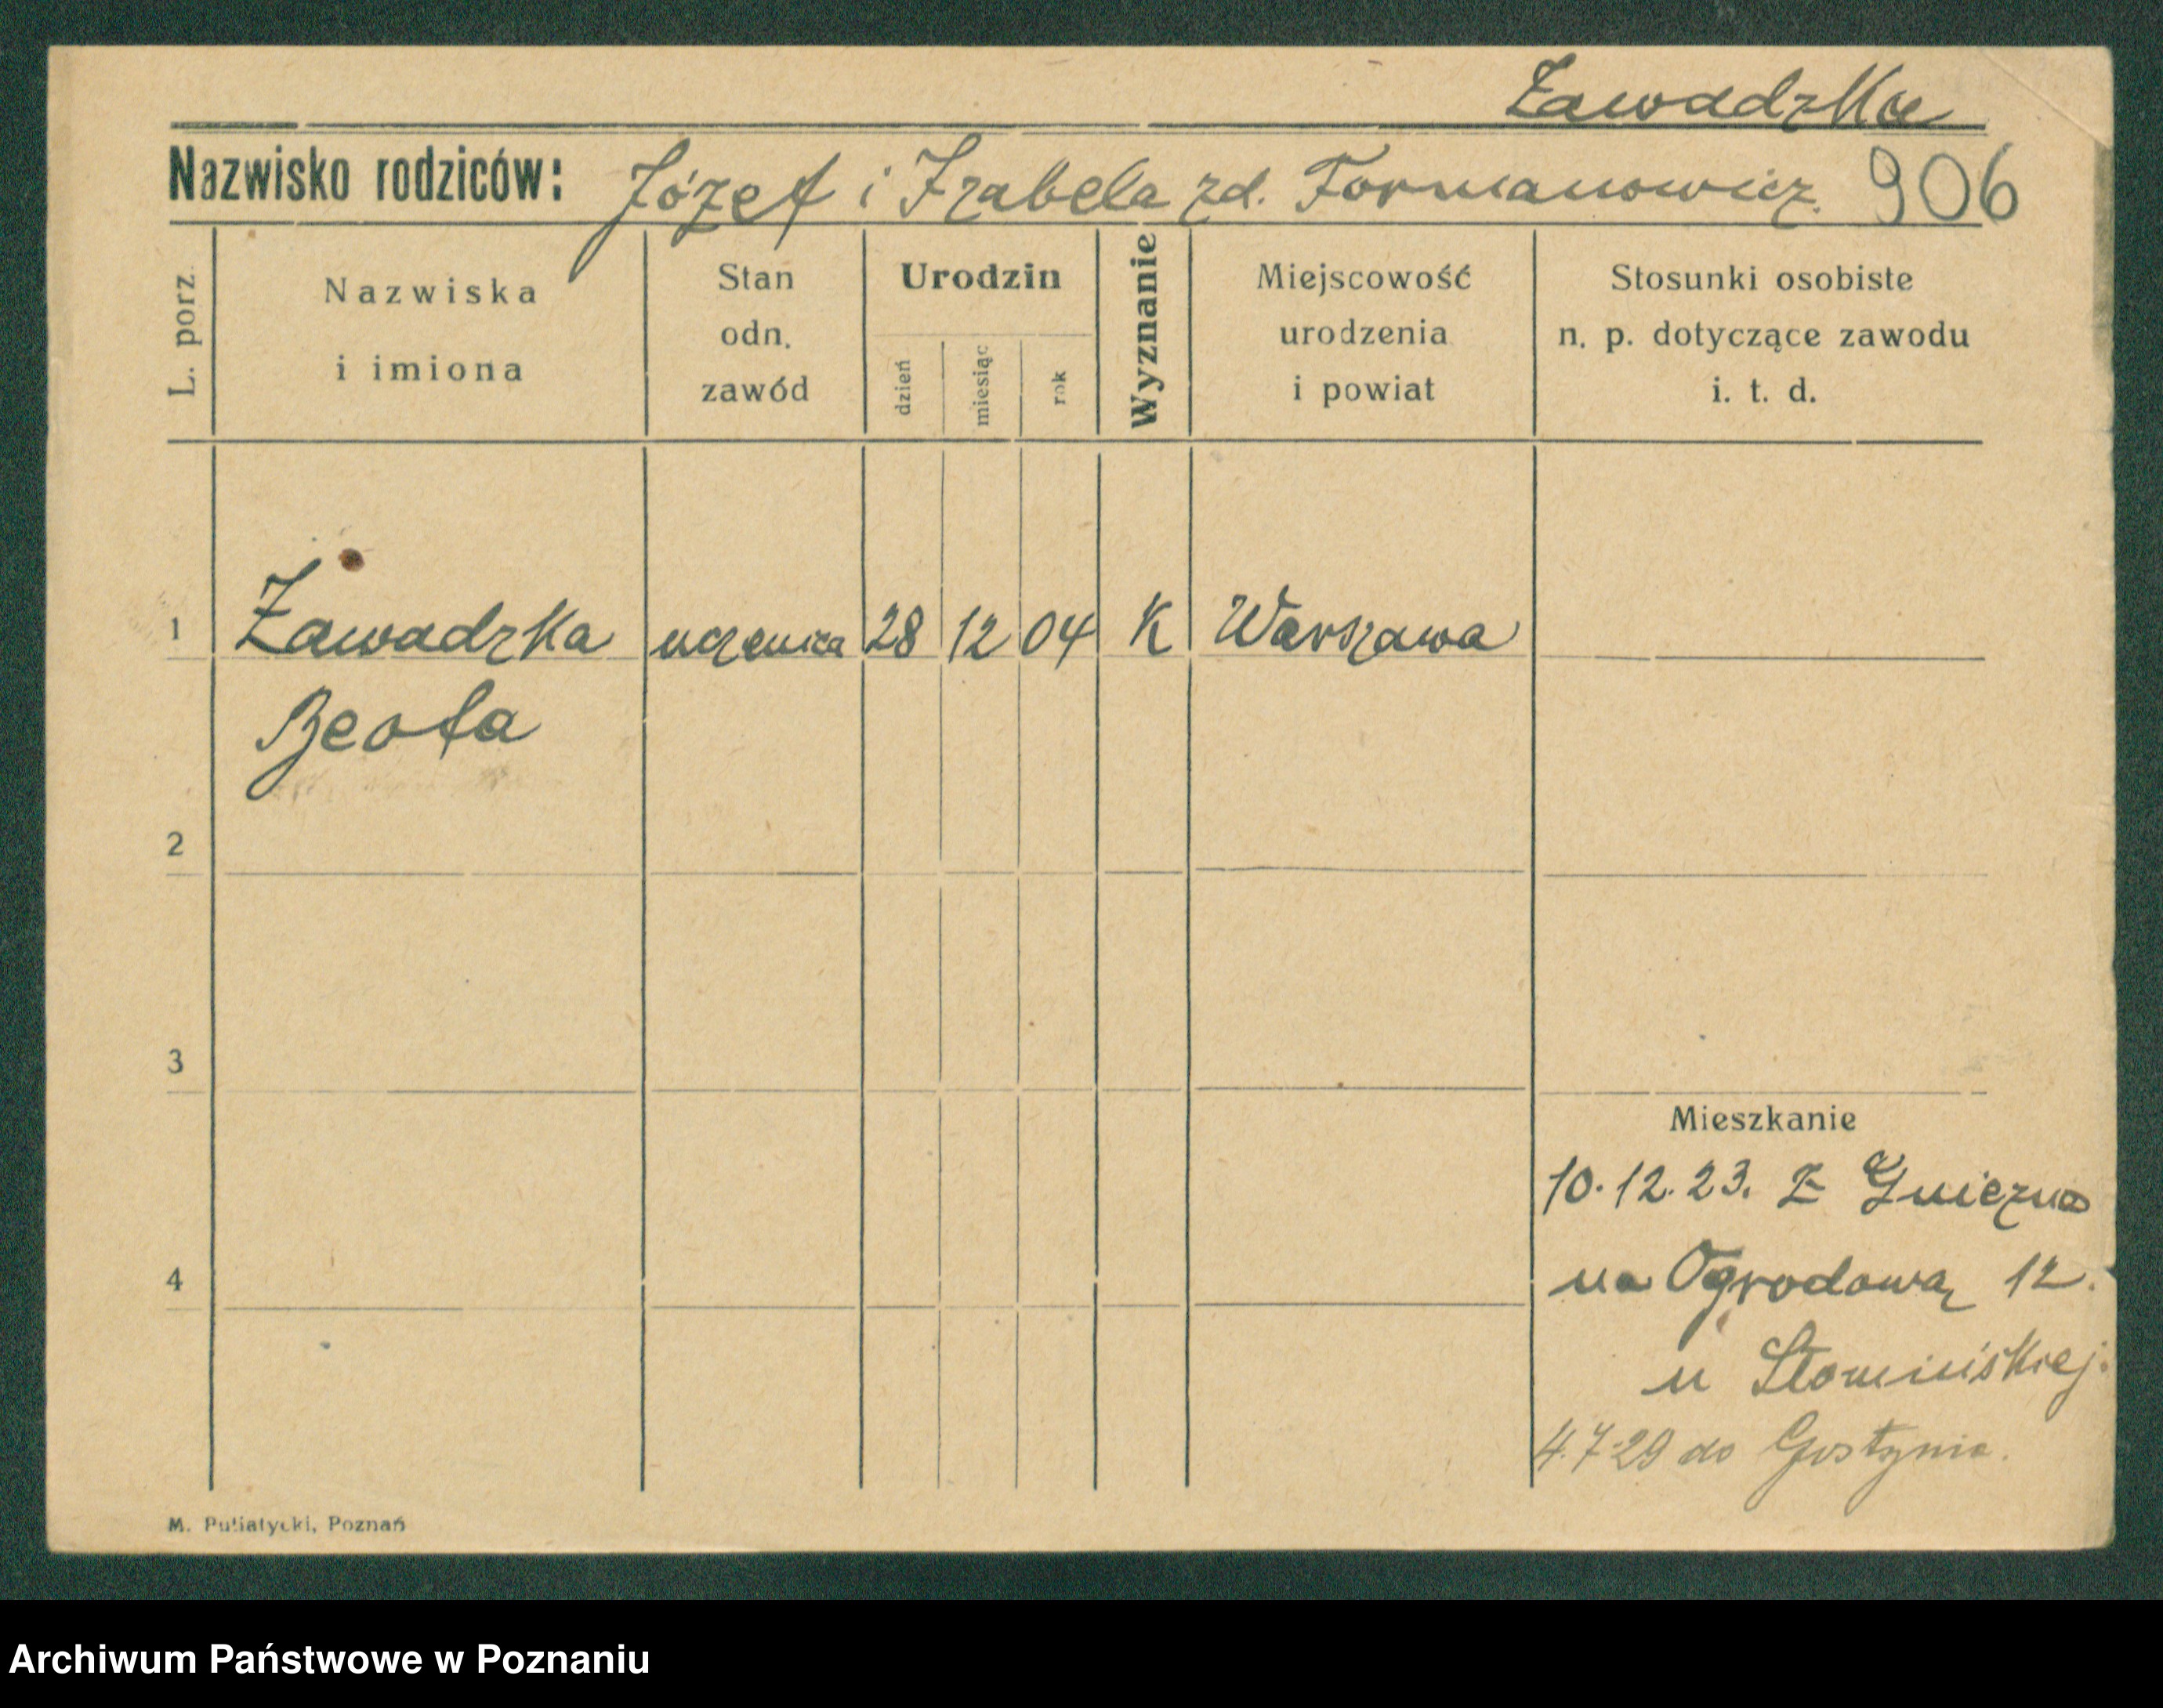 Zawadzka
Nazwisko rodziców: Józef i Izabela zd. Formanowicz. 906
L. porz. Nazwiska i imiona Stan odn. zawód Urodzin dzień miesiąc rok Wyznanie Miejscowość urodzenia i powiat Stosunki osobiste n. p. dotyczące zawodu i. t. d.
1 Zawadzka uczenica 28 12 04 K Warszawa
Beata
2
3
Mieszkanie
10.12.23. Z Gniezna
4 na Ogrodową 12.
u Słomińskiej.
4.7.29 do Gostynia.
M. Putiatycki, Poznań
Archiwum Państwowe w Poznaniu